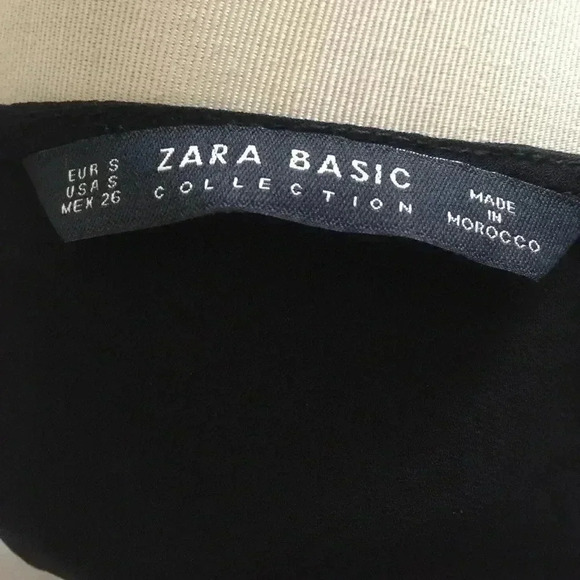 EUR S
USA S
MEX 26
ZARA BASIC
COLLECTION
MADE
IN
MOROCCO